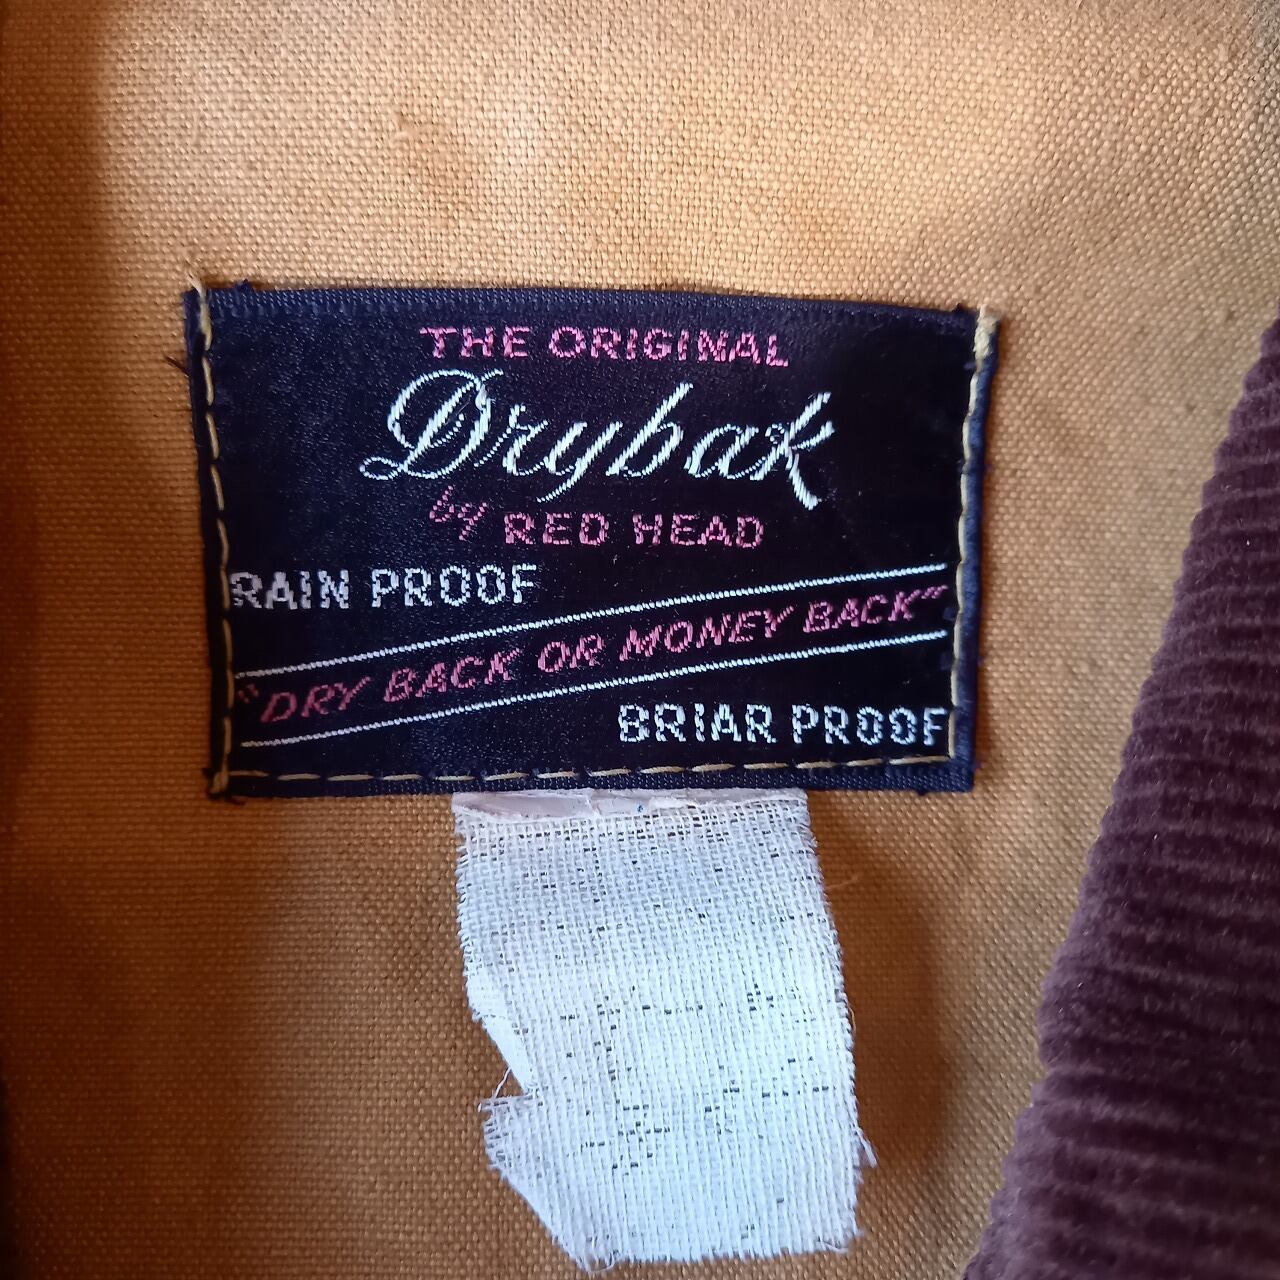 THE ORIGINAL
Drybak
by RED HEAD
RAIN PROOF
"DRY BACK OR MONEY BACK"
BRIAR PROOF